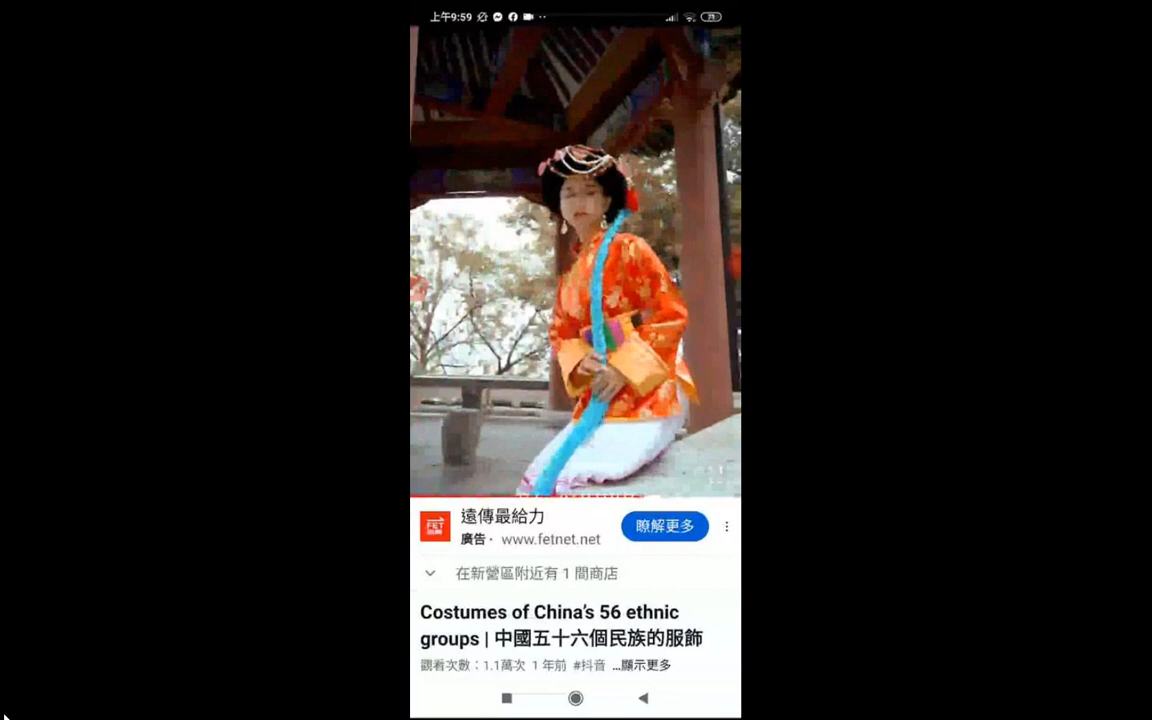 上午9:59
遠傳最給力
廣告 · www.fetnet.net
瞭解更多
在新營區附近有 1 間商店
Costumes of China's 56 ethnic
groups | 中國五十六個民族的服飾
觀看次數：1.1萬次 1 年前 #抖音 ...顯示更多